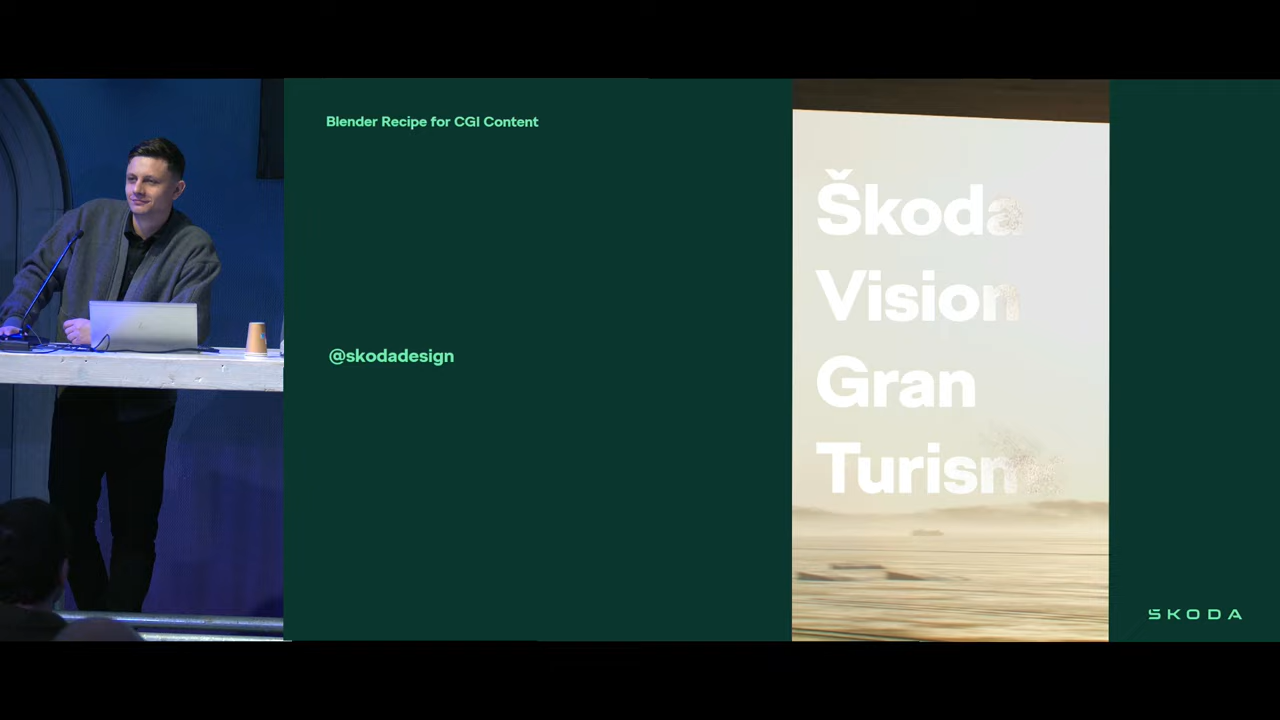 Blender Recipe for CGI Content
@skodadesign
Škoda
Vision
Gran
Turism
ŠKODA